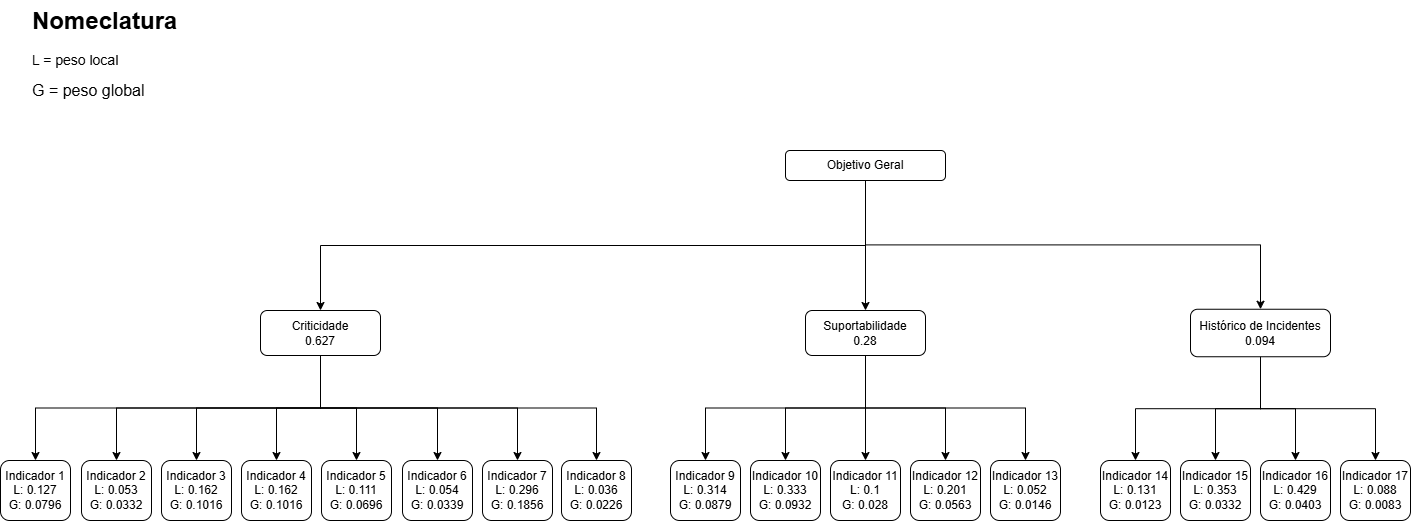 Nomeclatura
L = peso local
G = peso global
Objetivo Geral
Criticidade
0.627
Suportabilidade
0.28
Histórico de Incidentes
0.094
Indicador 1
L: 0.127
G: 0.0796
Indicador 2
L: 0.053
G: 0.0332
Indicador 3
L: 0.162
G: 0.1016
Indicador 4
L: 0.162
G: 0.1016
Indicador 5
L: 0.111
G: 0.0696
Indicador 6
L: 0.054
G: 0.0339
Indicador 7
L: 0.296
G: 0.1856
Indicador 8
L: 0.036
G: 0.0226
Indicador 9
L: 0.314
G: 0.0879
Indicador 10
L: 0.333
G: 0.0932
Indicador 11
L: 0.1
G: 0.028
Indicador 12
L: 0.201
G: 0.0563
Indicador 13
L: 0.052
G: 0.0146
Indicador 14
L: 0.131
G: 0.0123
Indicador 15
L: 0.353
G: 0.0332
Indicador 16
L: 0.429
G: 0.0403
Indicador 17
L: 0.088
G: 0.0083